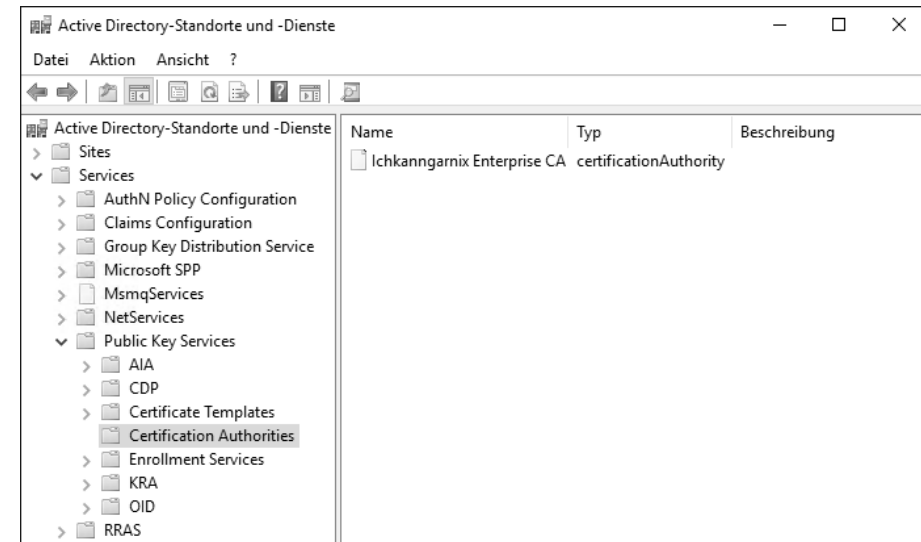 Active Directory-Standorte und -Dienste
Datei Aktion Ansicht ?
Active Directory-Standorte und -Dienste
Sites
Services
AuthN Policy Configuration
Claims Configuration
Group Key Distribution Service
Microsoft SPP
MsmqServices
NetServices
Public Key Services
AIA
CDP
Certificate Templates
Certification Authorities
Enrollment Services
KRA
OID
RRAS
Name Typ Beschreibung
Ichkanngarnix Enterprise CA certificationAuthority